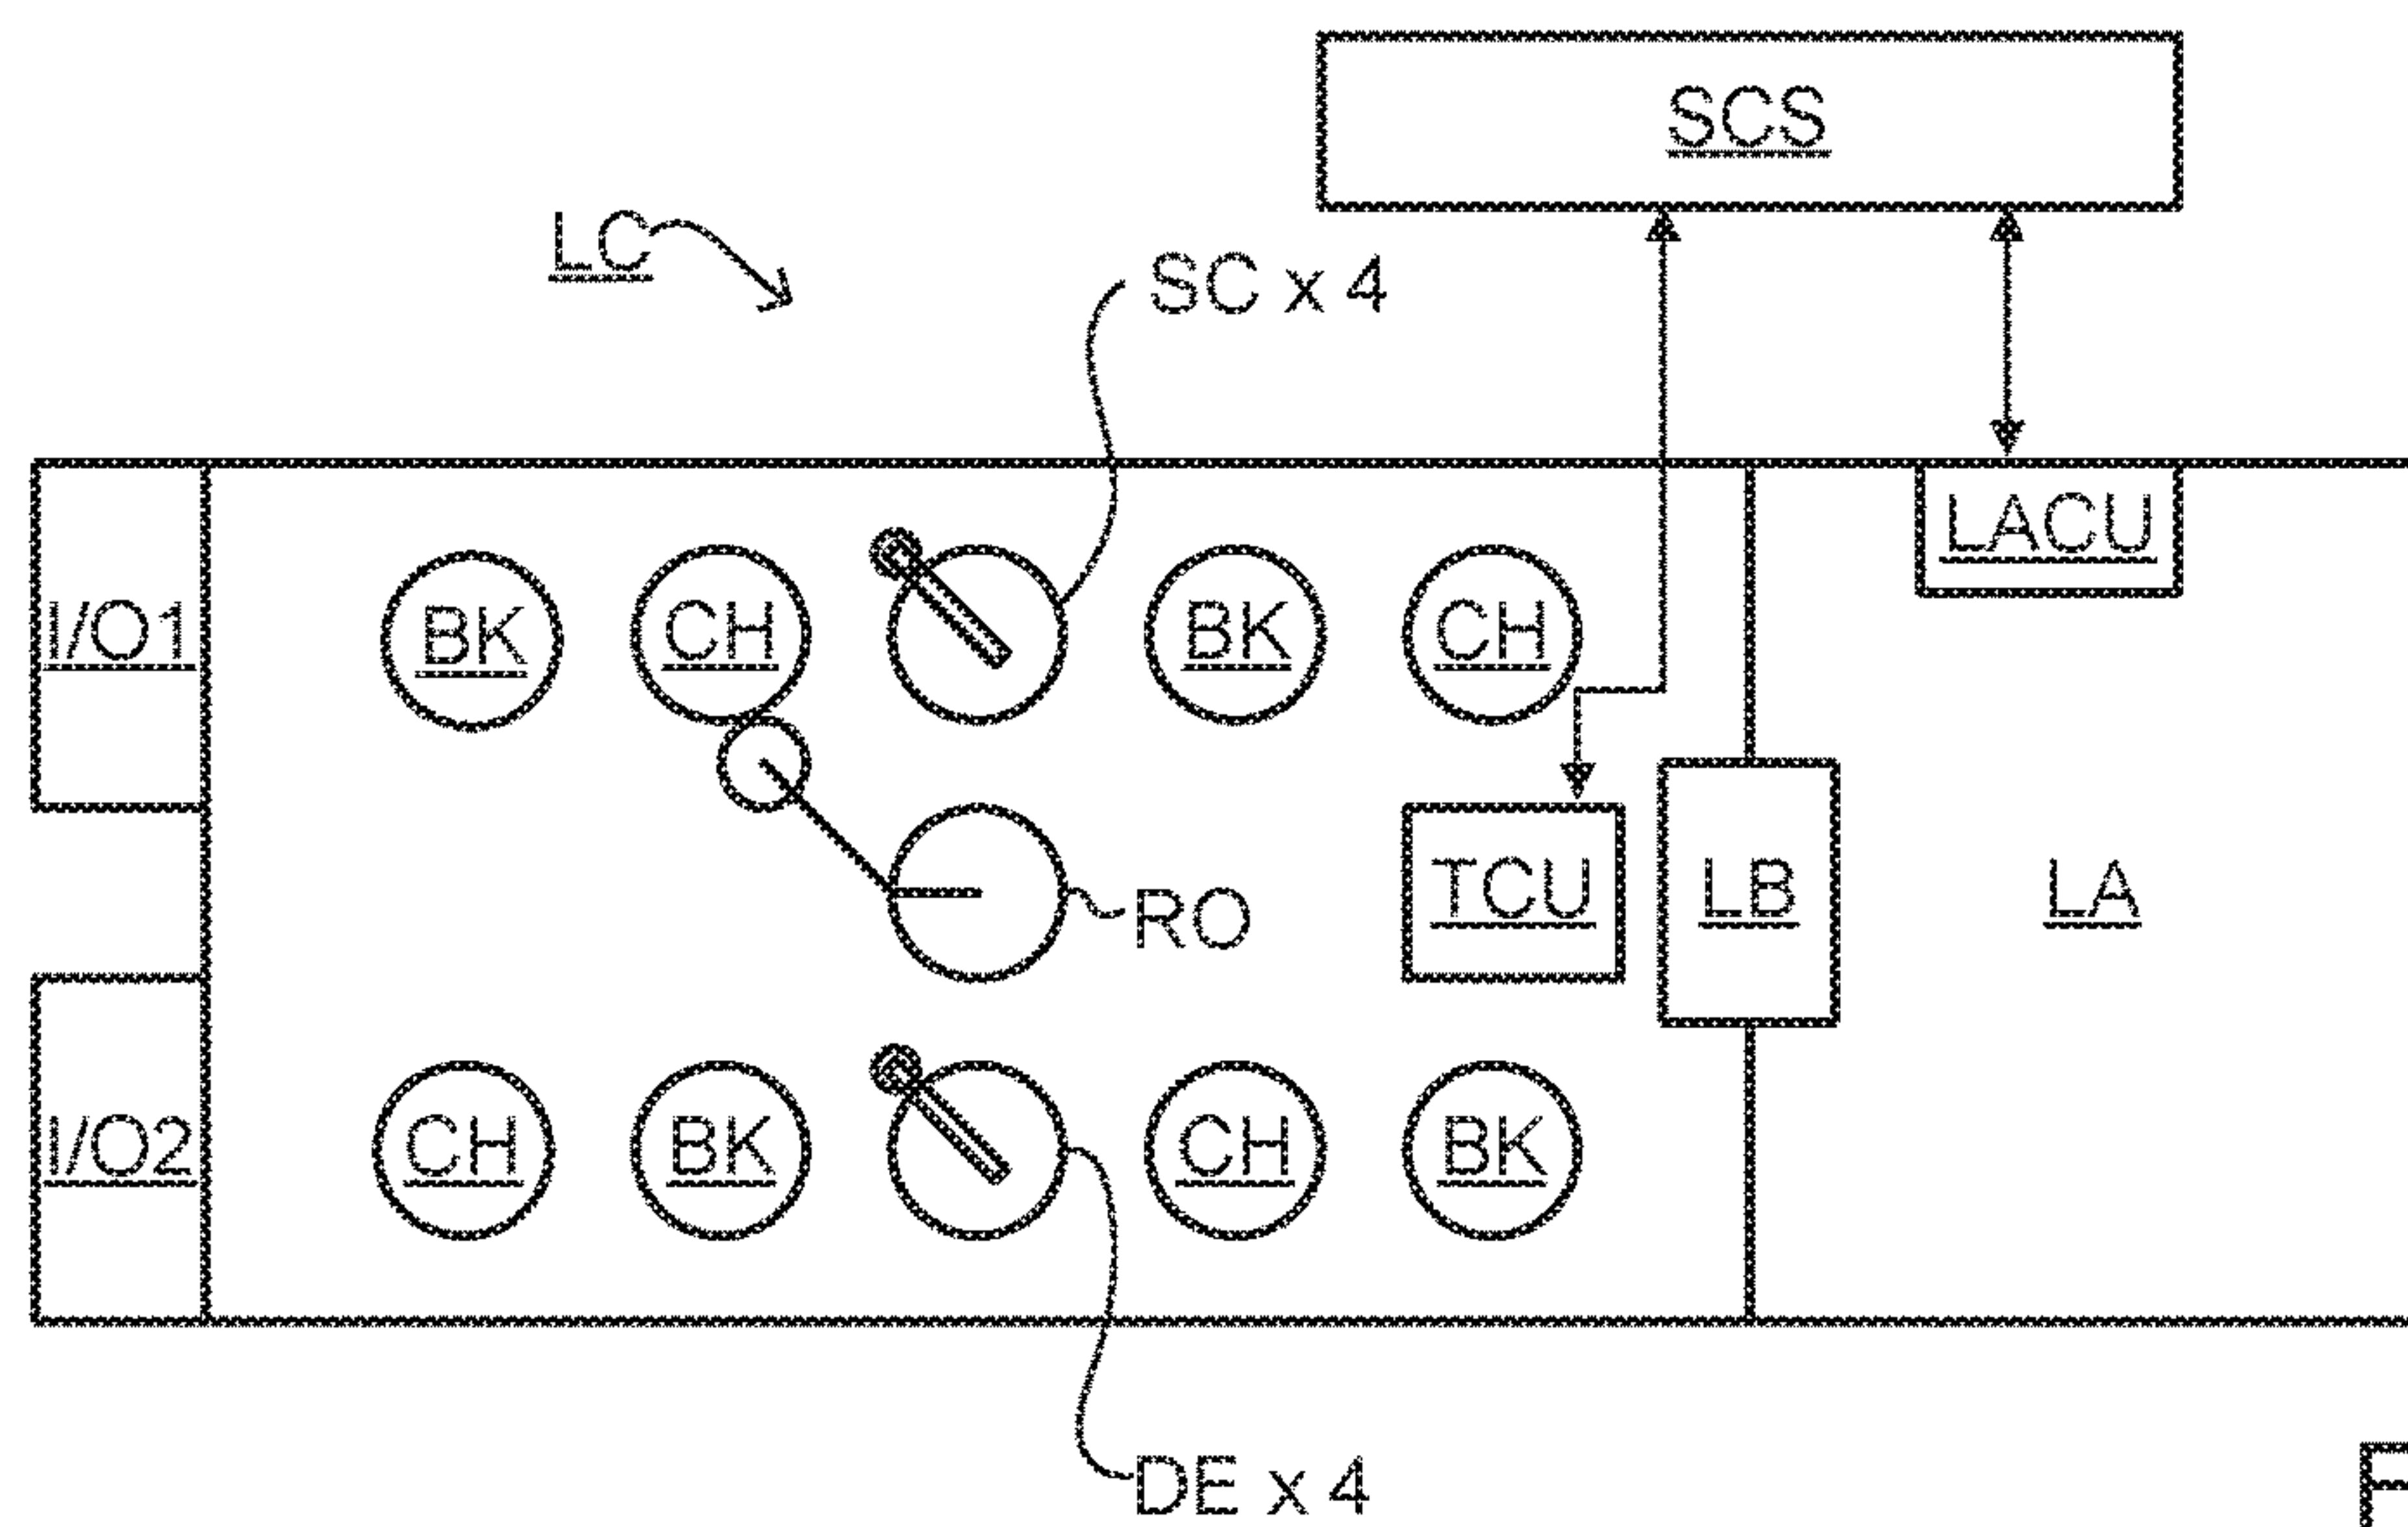 SCS
LC
SC x 4
LACU
I/O1
BK
CH
BK
CH
TCU
LB
LA
RO
I/O2
CH
BK
CH
BK
DE x 4
F